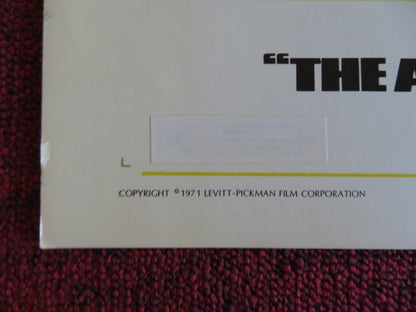 "THE A
R
COPYRIGHT © 1971 LEVITT-PICKMAN FILM CORPORATION